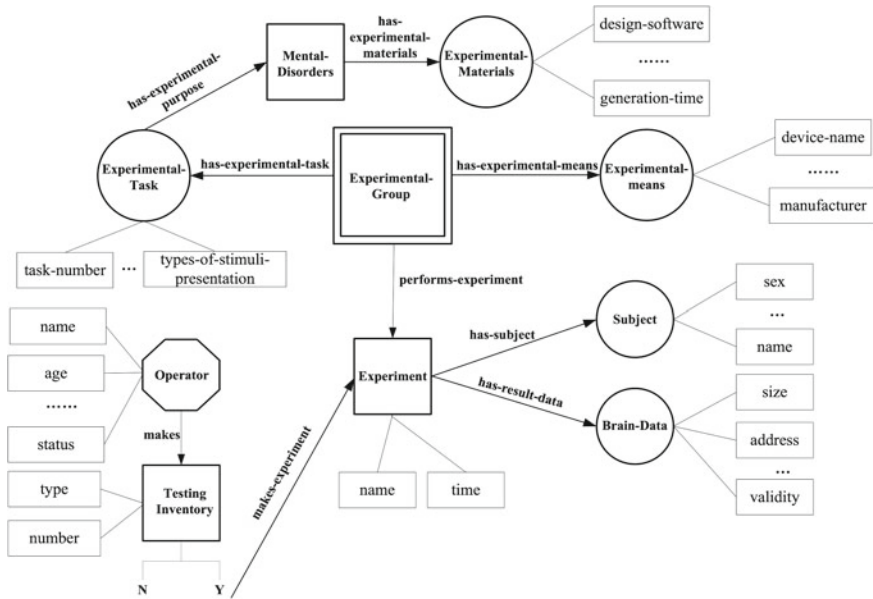 has-
experimental-
materials
design-software
......
generation-time
Mental-
Disorders
Experimental-
Materials
has-experimental-
purpose
Experimental-
Task
has-experimental-task
Experimental-
Group
has-experimental-means
Experimental-
means
device-name
......
manufacturer
task-number
...
types-of-stimuli-
presentation
performs-experiment
name
age
......
status
Operator
makes
type
number
Testing
Inventory
N
Y
makes-experiment
Experiment
name
time
has-subject
has-result-data
Subject
sex
...
name
Brain-Data
size
address
...
validity